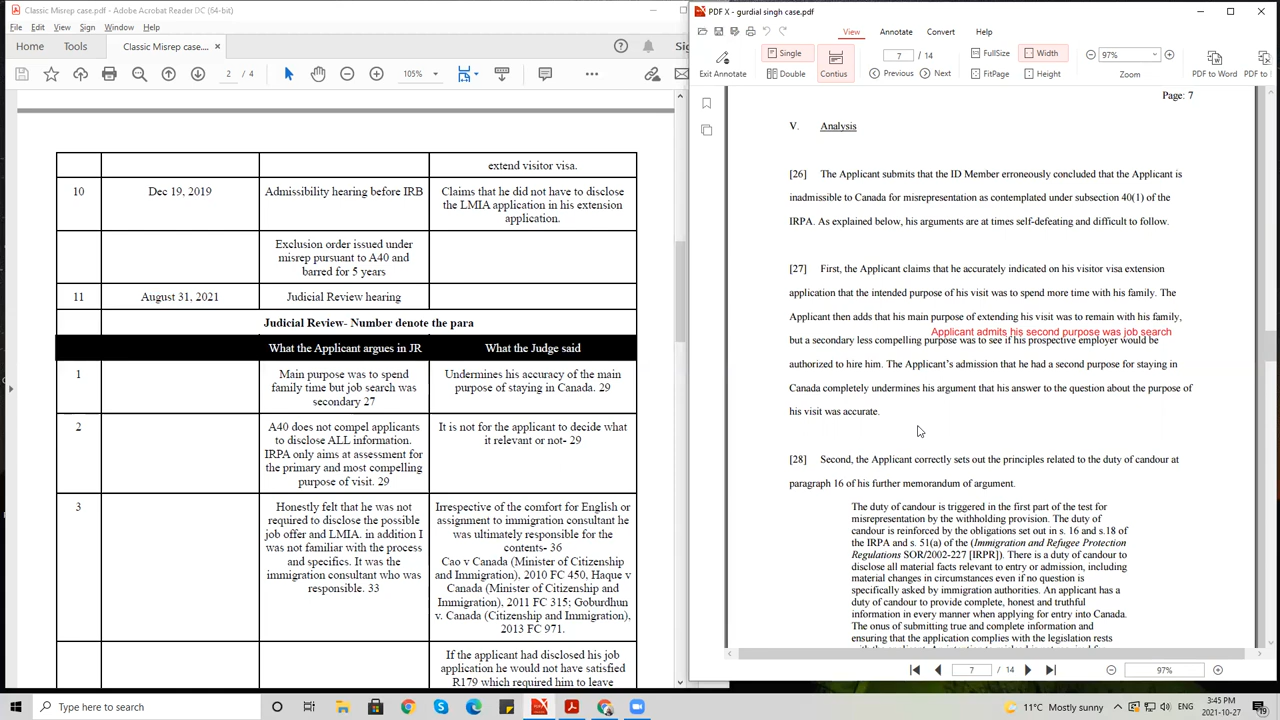 Classic Misrep case.pdf - Adobe Acrobat Reader DC (64-bit)
File Edit View Sign Window Help
Home Tools Classic Misrep case....
2 / 4
105%
extend visitor visa.
10 Dec 19, 2019 Admissibility hearing before IRB Claims that he did not have to disclose
the LMIA application in his extension
application.
Exclusion order issued under
misrep pursuant to A40 and
barred for 5 years
11 August 31, 2021 Judicial Review hearing
Judicial Review- Number denote the para
What the Applicant argues in JR What the Judge said
1 Main purpose was to spend
family time but job search was
secondary 27
Undermines his accuracy of the main
purpose of staying in Canada. 29
2 A40 does not compel applicants
to disclose ALL information.
IRPA only aims at assessment for
the primary and most compelling
purpose of visit. 29
It is not for the applicant to decide what
it relevant or not- 29
3 Honestly felt that he was not
required to disclose the possible
job offer and LMIA. in addition I
was not familiar with the process
and specifics. It was the
immigration consultant who was
responsible. 33
Irrespective of the comfort for English or
assignment to immigration consultant he
was ultimately responsible for the
contents- 36
Cao v Canada (Minister of Citizenship
and Immigration), 2010 FC 450, Haque v
Canada (Minister of Citizenship and
Immigration), 2011 FC 315; Goburdhun
v. Canada (Citizenship and Immigration),
2013 FC 971.
If the applicant had disclosed his job
application he would not have satisfied
R179 which required him to leave
PDF X - gurdial singh case.pdf
View Annotate Convert Help
Exit Annotate
Single
Double
Contius
7 / 14
Previous Next
FullSize Width
FitPage Height
97%
Zoom
PDF to Word
Page: 7
V. Analysis
[26] The Applicant submits that the ID Member erroneously concluded that the Applicant is
inadmissible to Canada for misrepresentation as contemplated under subsection 40(1) of the
IRPA. As explained below, his arguments are at times self-defeating and difficult to follow.
[27] First, the Applicant claims that he accurately indicated on his visitor visa extension
application that the intended purpose of his visit was to spend more time with his family. The
Applicant then adds that his main purpose of extending his visit was to remain with his family,
Applicant admits his second purpose was job search
but a secondary less compelling purpose was to see if his prospective employer would be
authorized to hire him. The Applicant's admission that he had a second purpose for staying in
Canada completely undermines his argument that his answer to the question about the purpose of
his visit was accurate.
[28] Second, the Applicant correctly sets out the principles related to the duty of candour at
paragraph 16 of his further memorandum of argument.
The duty of candour is triggered in the first part of the test for
misrepresentation by the withholding provision. The duty of
candour is reinforced by the obligations set out in s. 16 and s.18 of
the IRPA and s. 51(a) of the (Immigration and Refugee Protection
Regulations SOR/2002-227 [IRPR]). There is a duty of candour to
disclose all material facts relevant to entry or admission, including
material changes in circumstances even if no question is
specifically asked by immigration authorities. An applicant has a
duty of candour to provide complete, honest and truthful
information in every manner when applying for entry into Canada.
The onus of submitting true and complete information and
ensuring that the application complies with the legislation rests
7 / 14
97%
Type here to search
11°C Mostly sunny
ENG
3:45 PM
2021-10-27
19